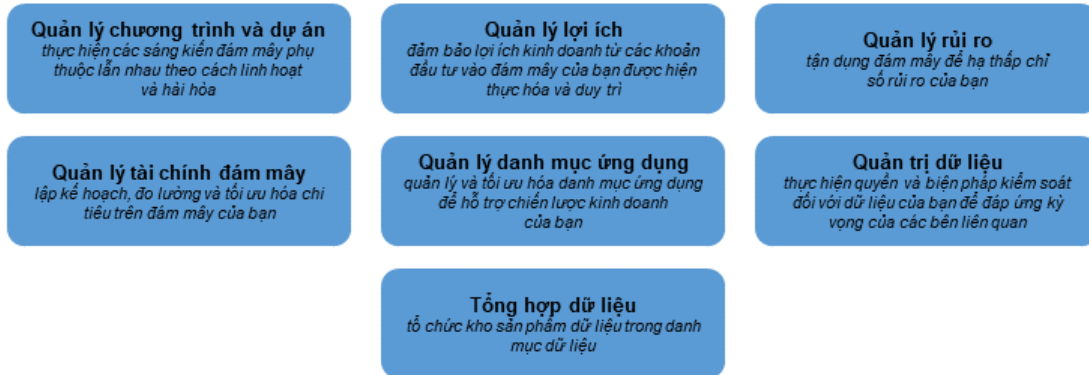 Quản lý chương trình và dự án
thực hiện các sáng kiến đám mây phụ
thuộc lẫn nhau theo cách linh hoạt
và hài hòa
Quản lý lợi ích
đảm bảo lợi ích kinh doanh từ các khoản
đầu tư vào đám mây của bạn được hiện
thực hóa và duy trì
Quản lý rủi ro
tận dụng đám mây để hạ thấp chỉ
số rủi ro của bạn
Quản lý tài chính đám mây
lập kế hoạch, đo lường và tối ưu hóa chi
tiêu trên đám mây của bạn
Quản lý danh mục ứng dụng
quản lý và tối ưu hóa danh mục ứng dụng
để hỗ trợ chiến lược kinh doanh
của bạn
Quản trị dữ liệu
thực hiện quyền và biện pháp kiểm soát
đối với dữ liệu của bạn để đáp ứng kỳ
vọng của các bên liên quan
Tổng hợp dữ liệu
tổ chức kho sản phẩm dữ liệu trong danh
mục dữ liệu